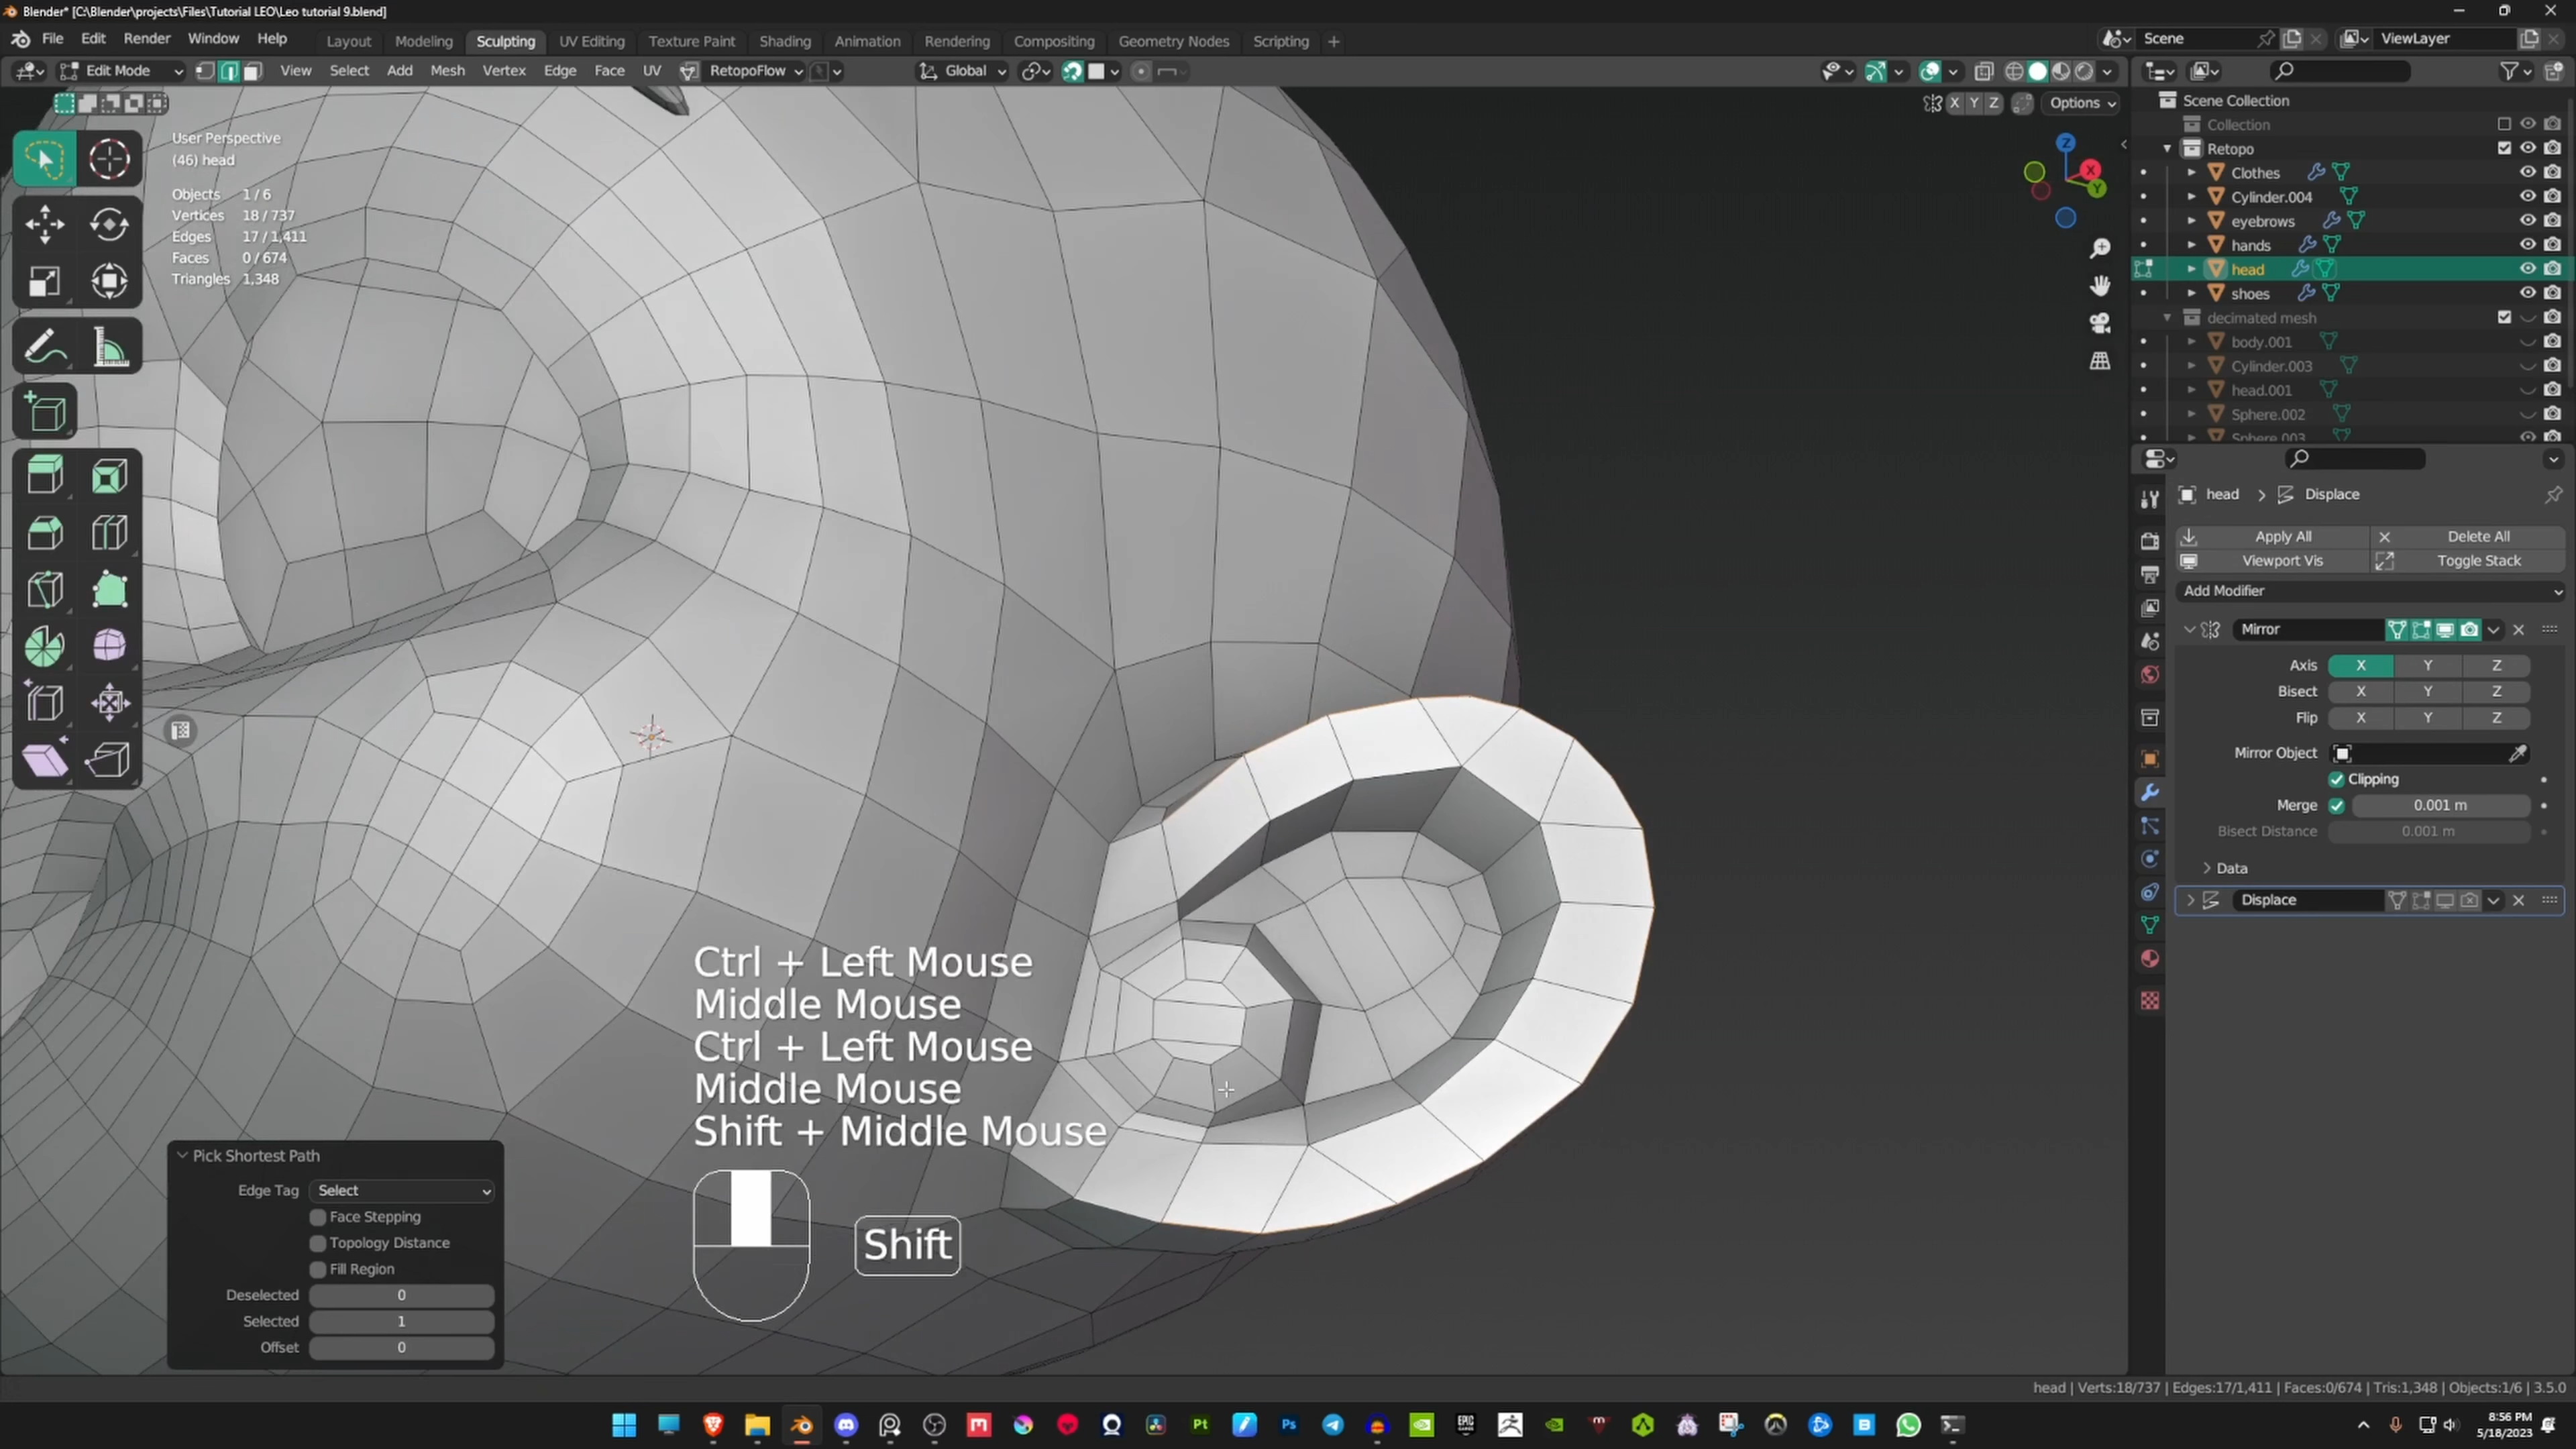 Blender* [C:\Blender\projects\Files\Tutorial LEO\Leo tutorial 9.blend]
File Edit Render Window Help Layout Modeling Sculpting UV Editing Texture Paint Shading Animation Rendering Compositing Geometry Nodes Scripting + Scene ViewLayer
Edit Mode View Select Add Mesh Vertex Edge Face UV RetopoFlow Global
X Y Z Options
User Perspective
(46) head
Objects 1 / 6
Vertices 18 / 737
Edges 17 / 1,411
Faces 0 / 674
Triangles 1,348
Z
X
Y
Scene Collection
Collection
Retopo
Clothes
Cylinder.004
eyebrows
hands
head
shoes
decimated mesh
body.001
Cylinder.003
head.001
Sphere.002
Sphere.003
head > Displace
Apply All Delete All
Viewport Vis Toggle Stack
Add Modifier
Mirror
Axis X Y Z
Bisect X Y Z
Flip X Y Z
Mirror Object
Clipping
Merge 0.001 m
Bisect Distance 0.001 m
Data
Displace
Ctrl + Left Mouse
Middle Mouse
Ctrl + Left Mouse
Middle Mouse
Shift + Middle Mouse
Shift
Pick Shortest Path
Edge Tag Select
Face Stepping
Topology Distance
Fill Region
Deselected 0
Selected 1
Offset 0
head | Verts:18/737 | Edges:17/1,411 | Faces:0/674 | Tris:1,348 | Objects:1/6 | 3.5.0
Pt Ps EPIC GAMES B
8:56 PM
5/18/2023